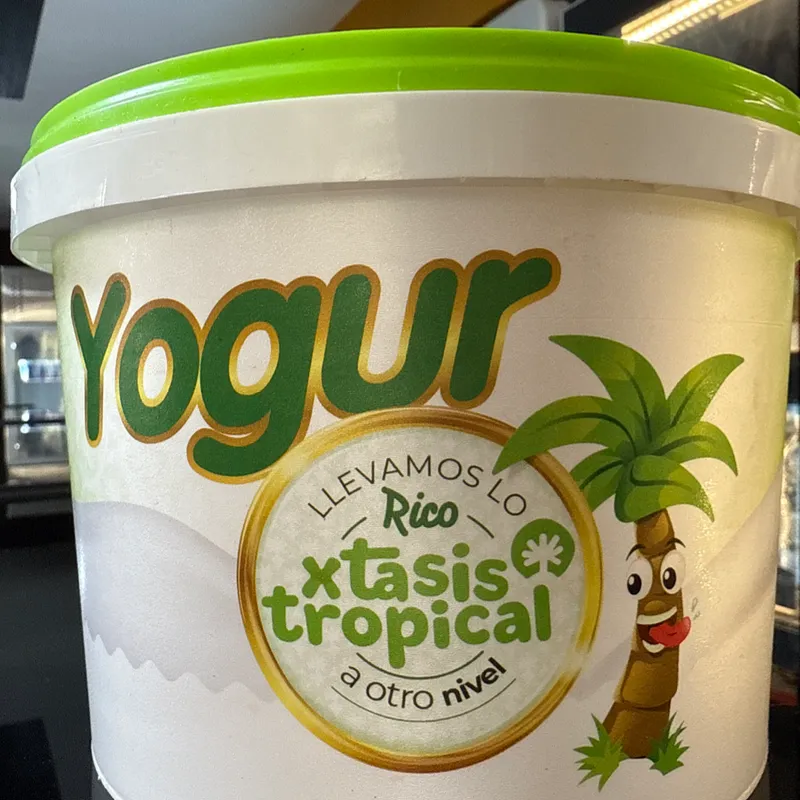 Yogur
LLEVAMOS LO
Rico
xtasis
tropical
a otro nivel